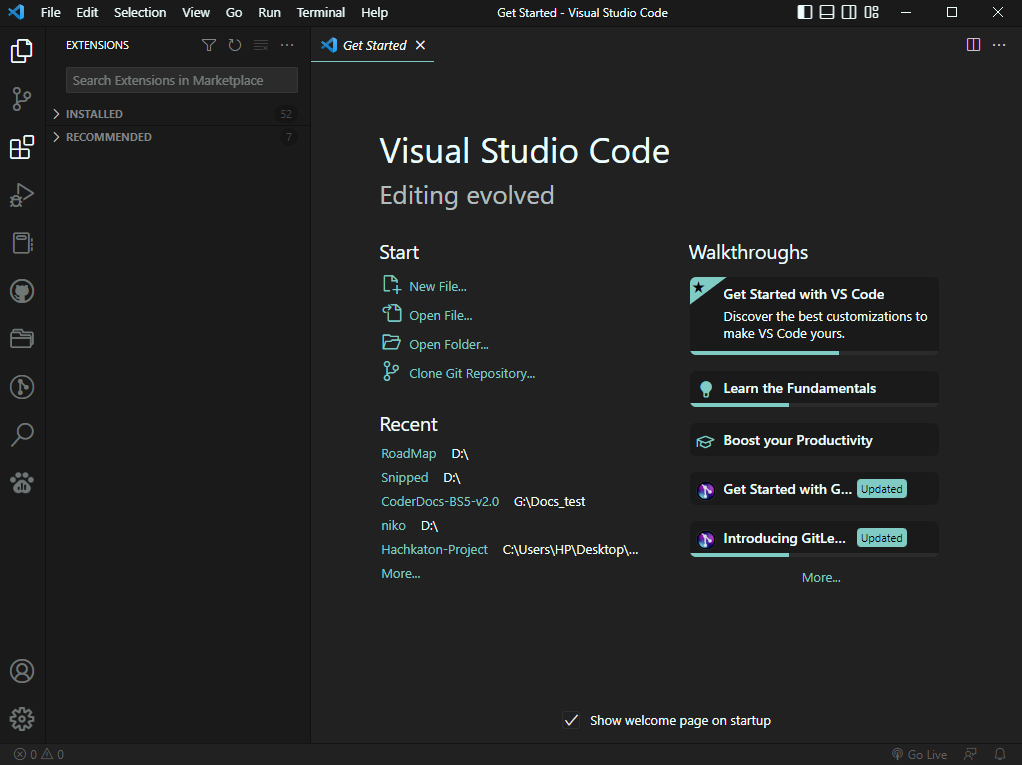 File Edit Selection View Go Run Terminal Help Get Started - Visual Studio Code
EXTENSIONS
Get Started
Search Extensions in Marketplace
INSTALLED 52
RECOMMENDED 7
Visual Studio Code
Editing evolved
Start
New File...
Open File...
Open Folder...
Clone Git Repository...
Recent
RoadMap D:\
Snipped D:\
CoderDocs-BS5-v2.0 G:\Docs_test
niko D:\
Hachkaton-Project C:\Users\HP\Desktop\...
More...
Walkthroughs
Get Started with VS Code
Discover the best customizations to
make VS Code yours.
Learn the Fundamentals
Boost your Productivity
Get Started with G... Updated
Introducing GitLe... Updated
More...
Show welcome page on startup
0 0 Go Live